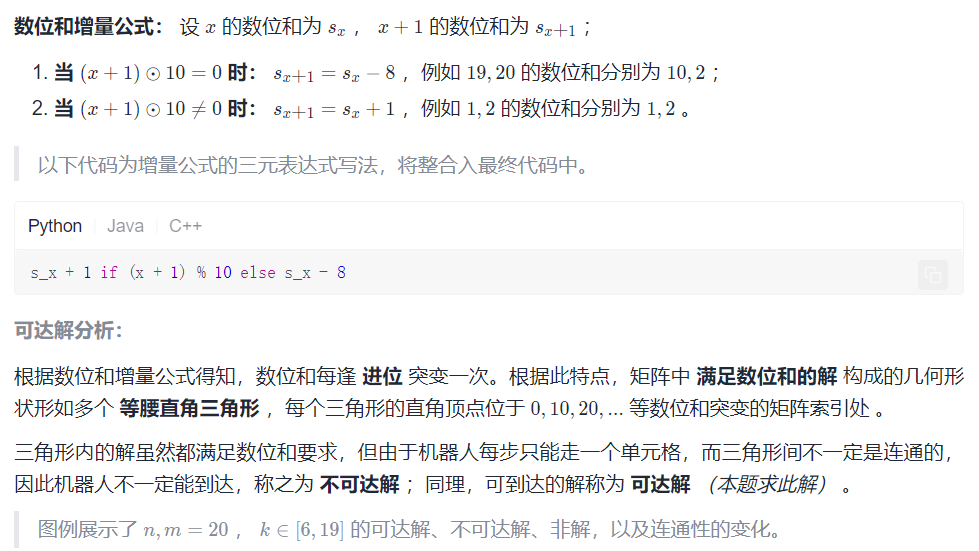 数位和增量公式： 设 x 的数位和为 s_x ， x + 1 的数位和为 s_{x+1} ；
1. 当 (x + 1) ⊙ 10 = 0 时： s_{x+1} = s_x − 8 ，例如 19, 20 的数位和分别为 10, 2 ；
2. 当 (x + 1) ⊙ 10 ≠ 0 时： s_{x+1} = s_x + 1 ，例如 1, 2 的数位和分别为 1, 2 。
以下代码为增量公式的三元表达式写法，将整合入最终代码中。
Python Java C++
s_x + 1 if (x + 1) % 10 else s_x - 8
可达解分析：
根据数位和增量公式得知，数位和每逢 进位 突变一次。根据此特点，矩阵中 满足数位和的解 构成的几何形
状形如多个 等腰直角三角形 ，每个三角形的直角顶点位于 0, 10, 20, ... 等数位和突变的矩阵索引处 。
三角形内的解虽然都满足数位和要求，但由于机器人每步只能走一个单元格，而三角形间不一定是连通的，
因此机器人不一定能到达，称之为 不可达解 ；同理，可到达的解称为 可达解 （本题求此解） 。
图例展示了 n, m = 20 ， k ∈ [6, 19] 的可达解、不可达解、非解，以及连通性的变化。